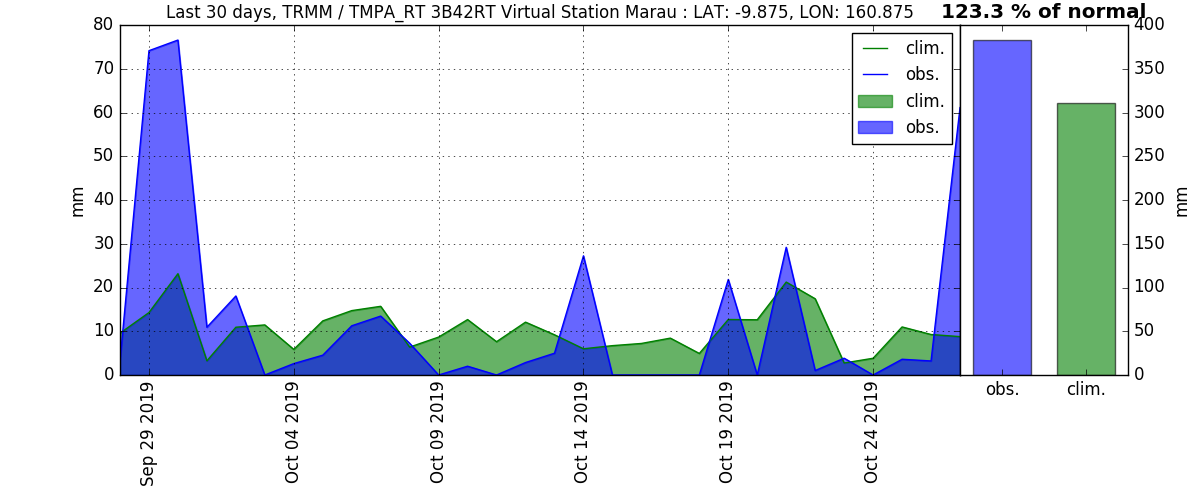 Last 30 days, TRMM / TMPA_RT 3B42RT Virtual Station Marau : LAT: -9.875, LON: 160.875
123.3 % of normal
80
70
60
50
40
30
20
10
0
mm
clim.
obs.
clim.
obs.
400
350
300
250
200
150
100
50
0
mm
obs.
clim.
Sep 29 2019
Oct 04 2019
Oct 09 2019
Oct 14 2019
Oct 19 2019
Oct 24 2019